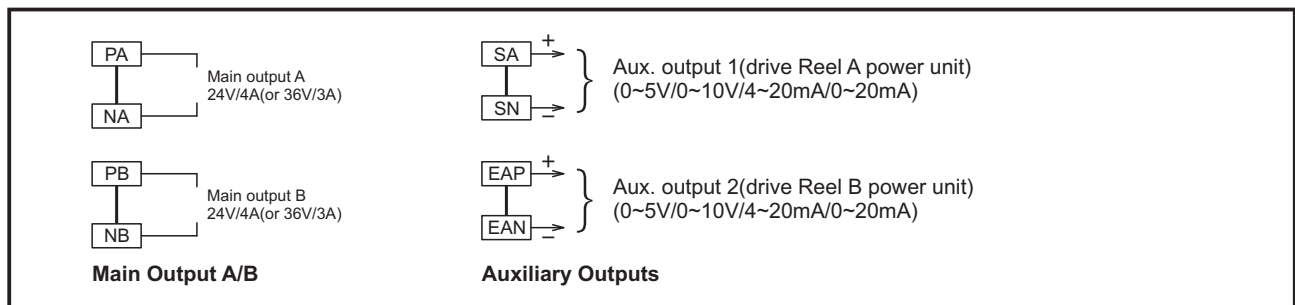 PA
Main output A
24V/4A(or 36V/3A)
NA
PB
Main output B
24V/4A(or 36V/3A)
NB
Main Output A/B
SA
+
Aux. output 1(drive Reel A power unit)
(0~5V/0~10V/4~20mA/0~20mA)
SN
−
EAP
+
Aux. output 2(drive Reel B power unit)
(0~5V/0~10V/4~20mA/0~20mA)
EAN
−
Auxiliary Outputs